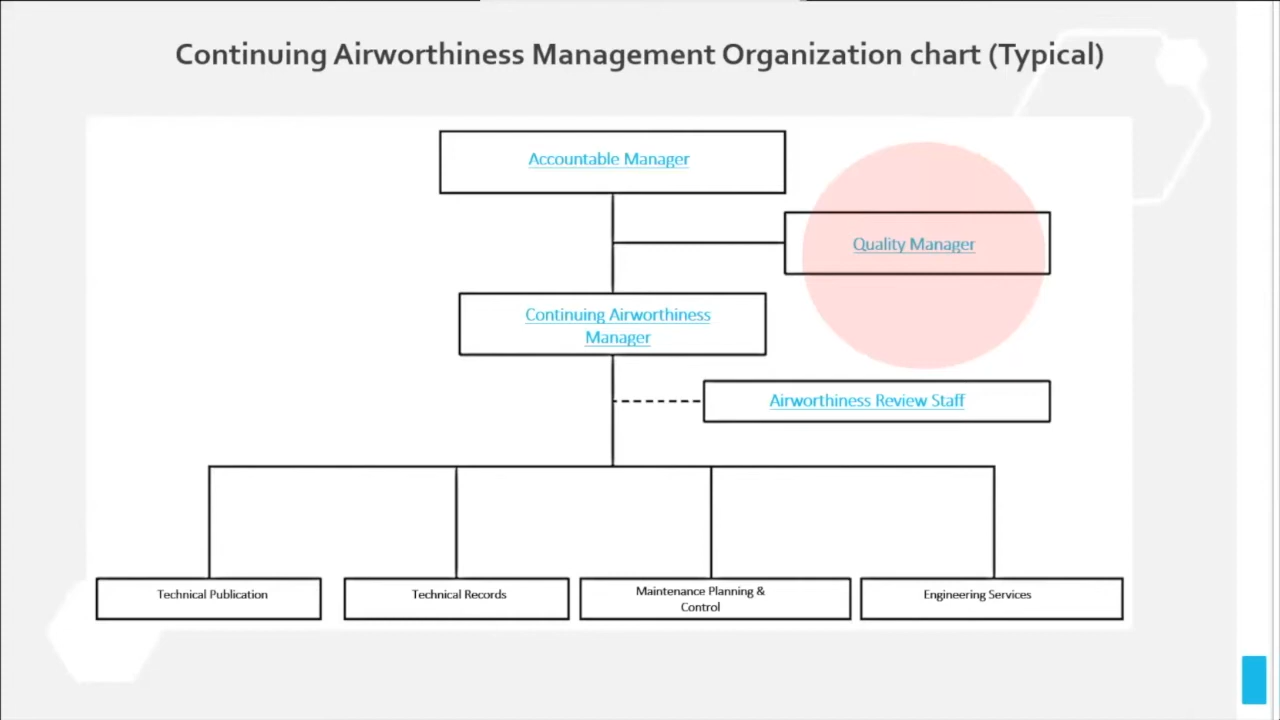 Continuing Airworthiness Management Organization chart (Typical)
Accountable Manager
Quality Manager
Continuing Airworthiness
Manager
Airworthiness Review Staff
Technical Publication
Technical Records
Maintenance Planning &
Control
Engineering Services